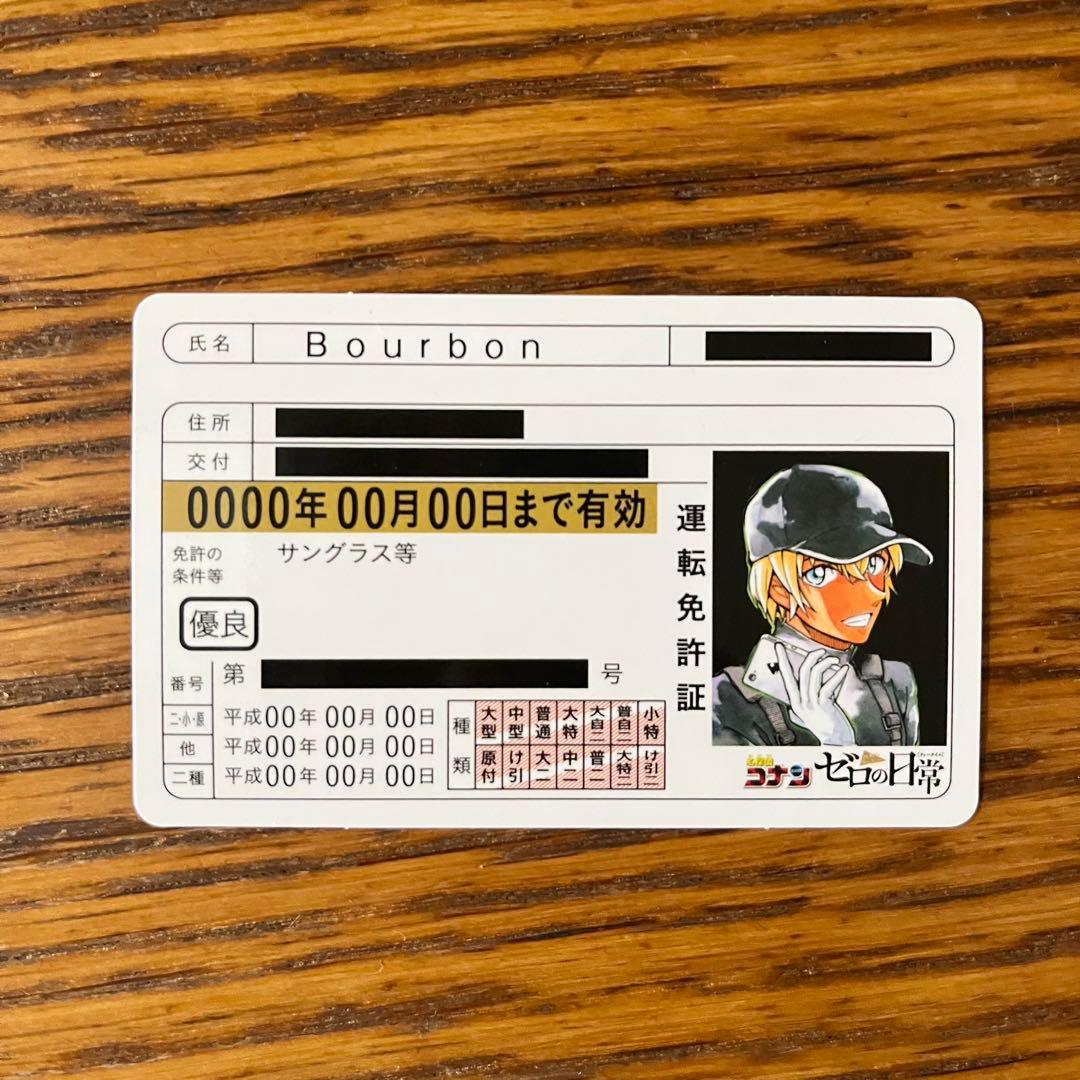 氏名 Bourbon
住所
交付
0000年00月00日まで有効
免許の
条件等
サングラス等
優良
番号 第 号
二・小・原 平成00年 00月 00日
他 平成00年 00月 00日
二種 平成00年 00月 00日
種類
大型 中型 普通 大特 大自二 普自二 小特
原付 け引 大二 中二 普二 大特二 け引二
運転免許証
名探偵
コナン
ゼロの日常